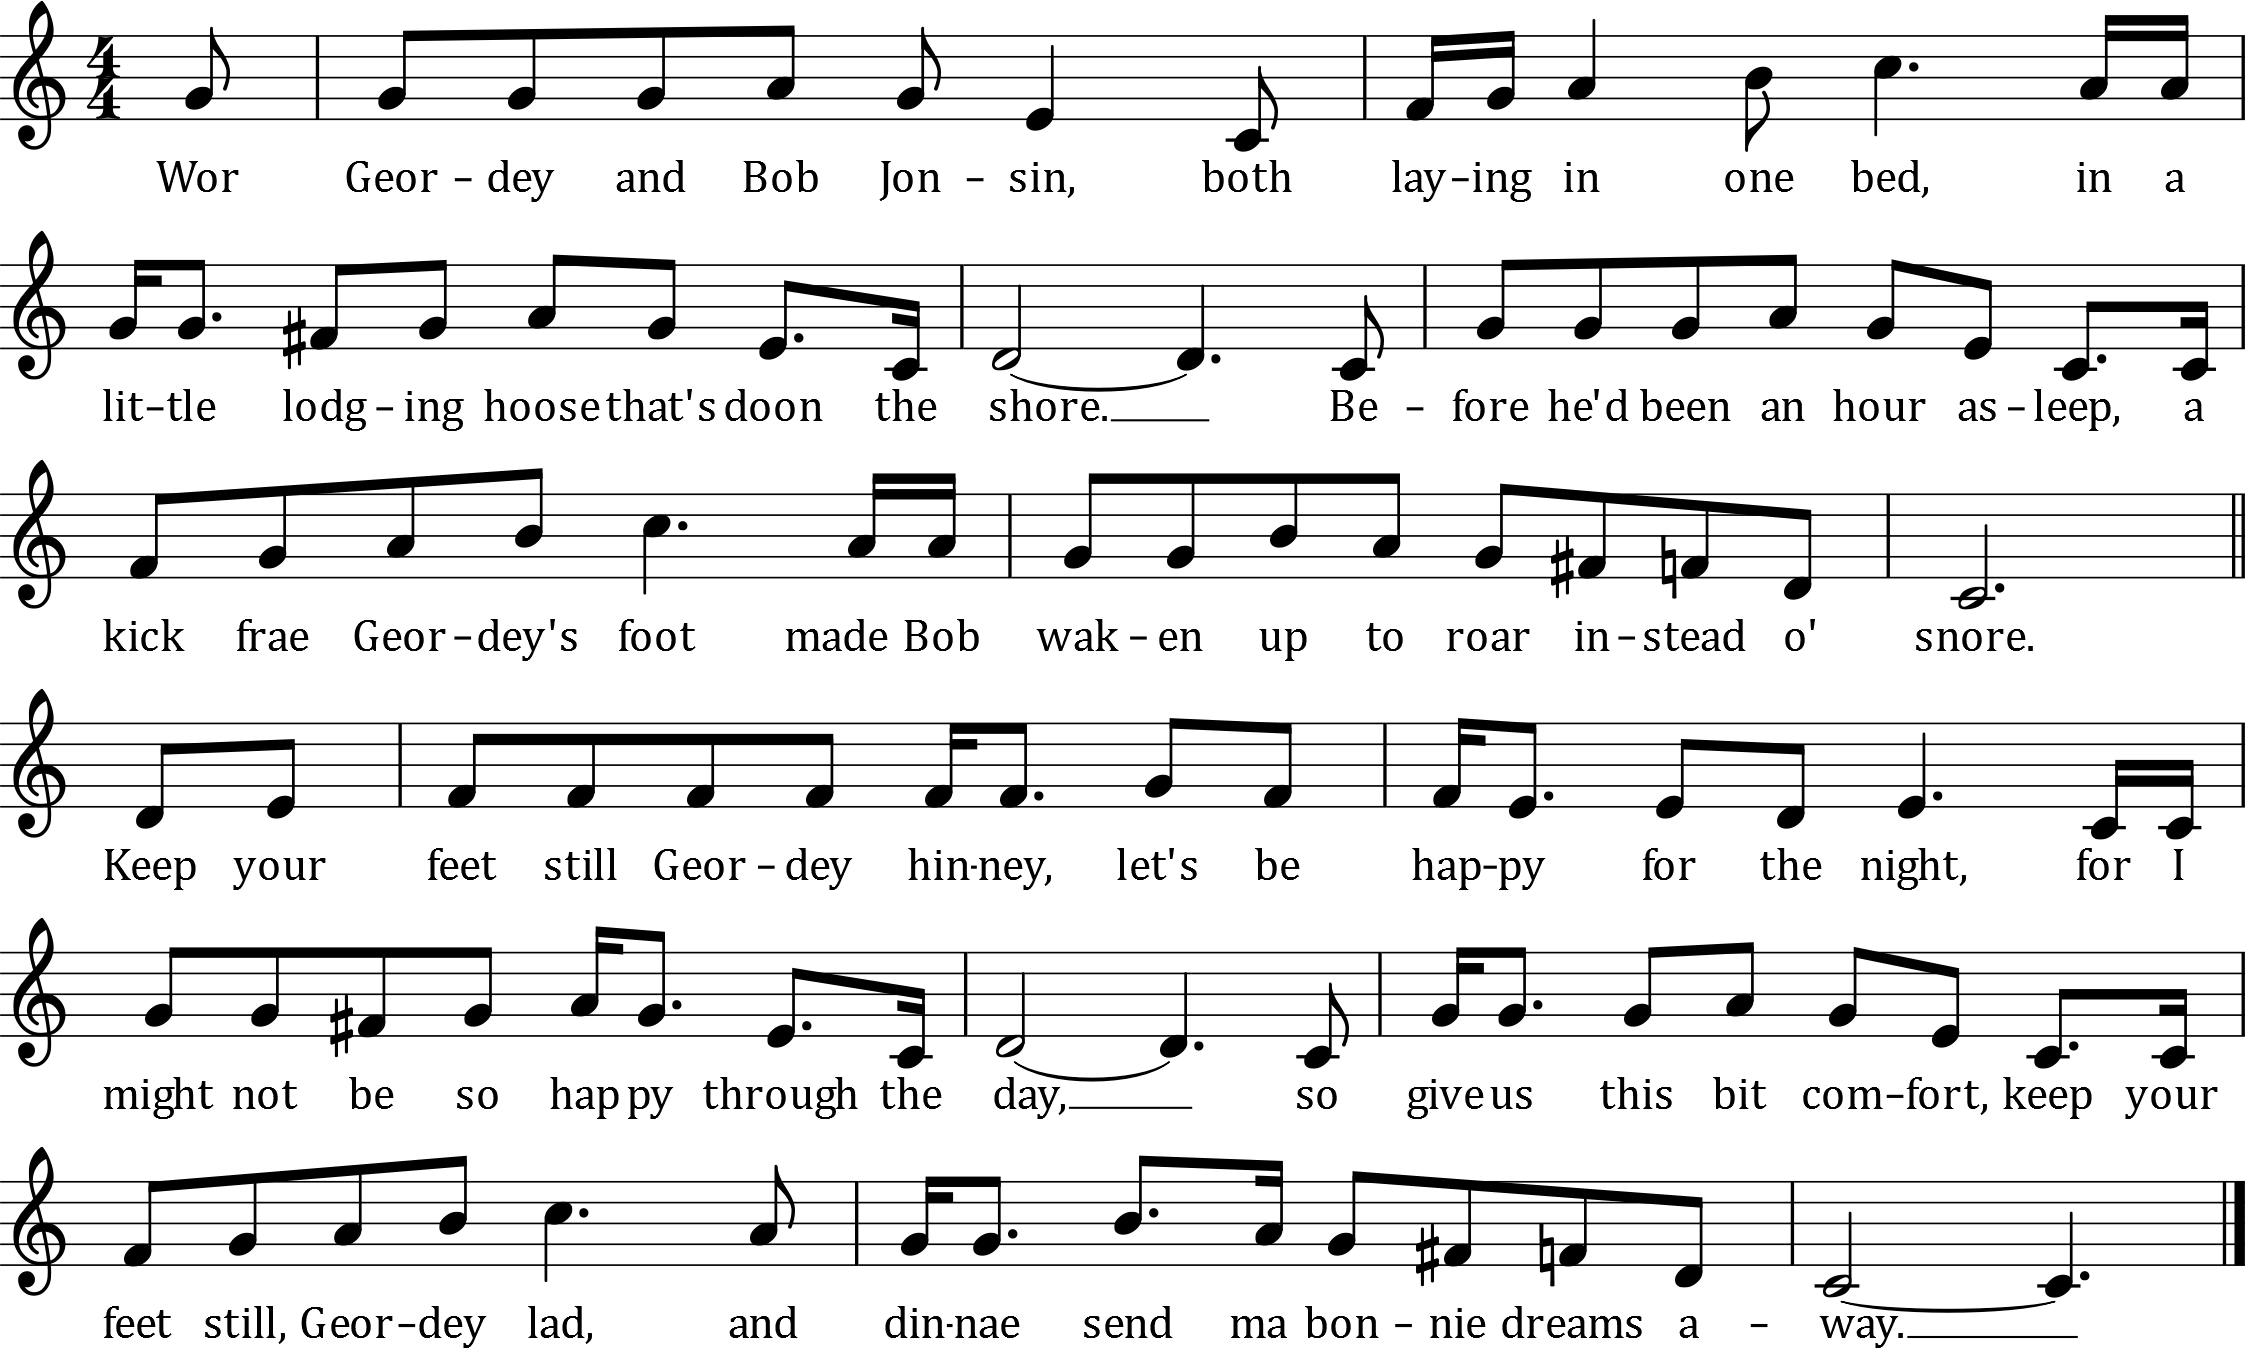 Wor Geor-dey and Bob Jon-sin, both lay-ing in one bed, in a
lit-tle lodg-ing hoose that's doon the shore. Be-fore he'd been an hour as-leep, a
kick frae Geor-dey's foot made Bob wak-en up to roar in-stead o' snore.
Keep your feet still Geor-dey hin-ney, let's be hap-py for the night, for I
might not be so hap py through the day, so give us this bit com-fort, keep your
feet still, Geor-dey lad, and din-nae send ma bon-nie dreams a-way.